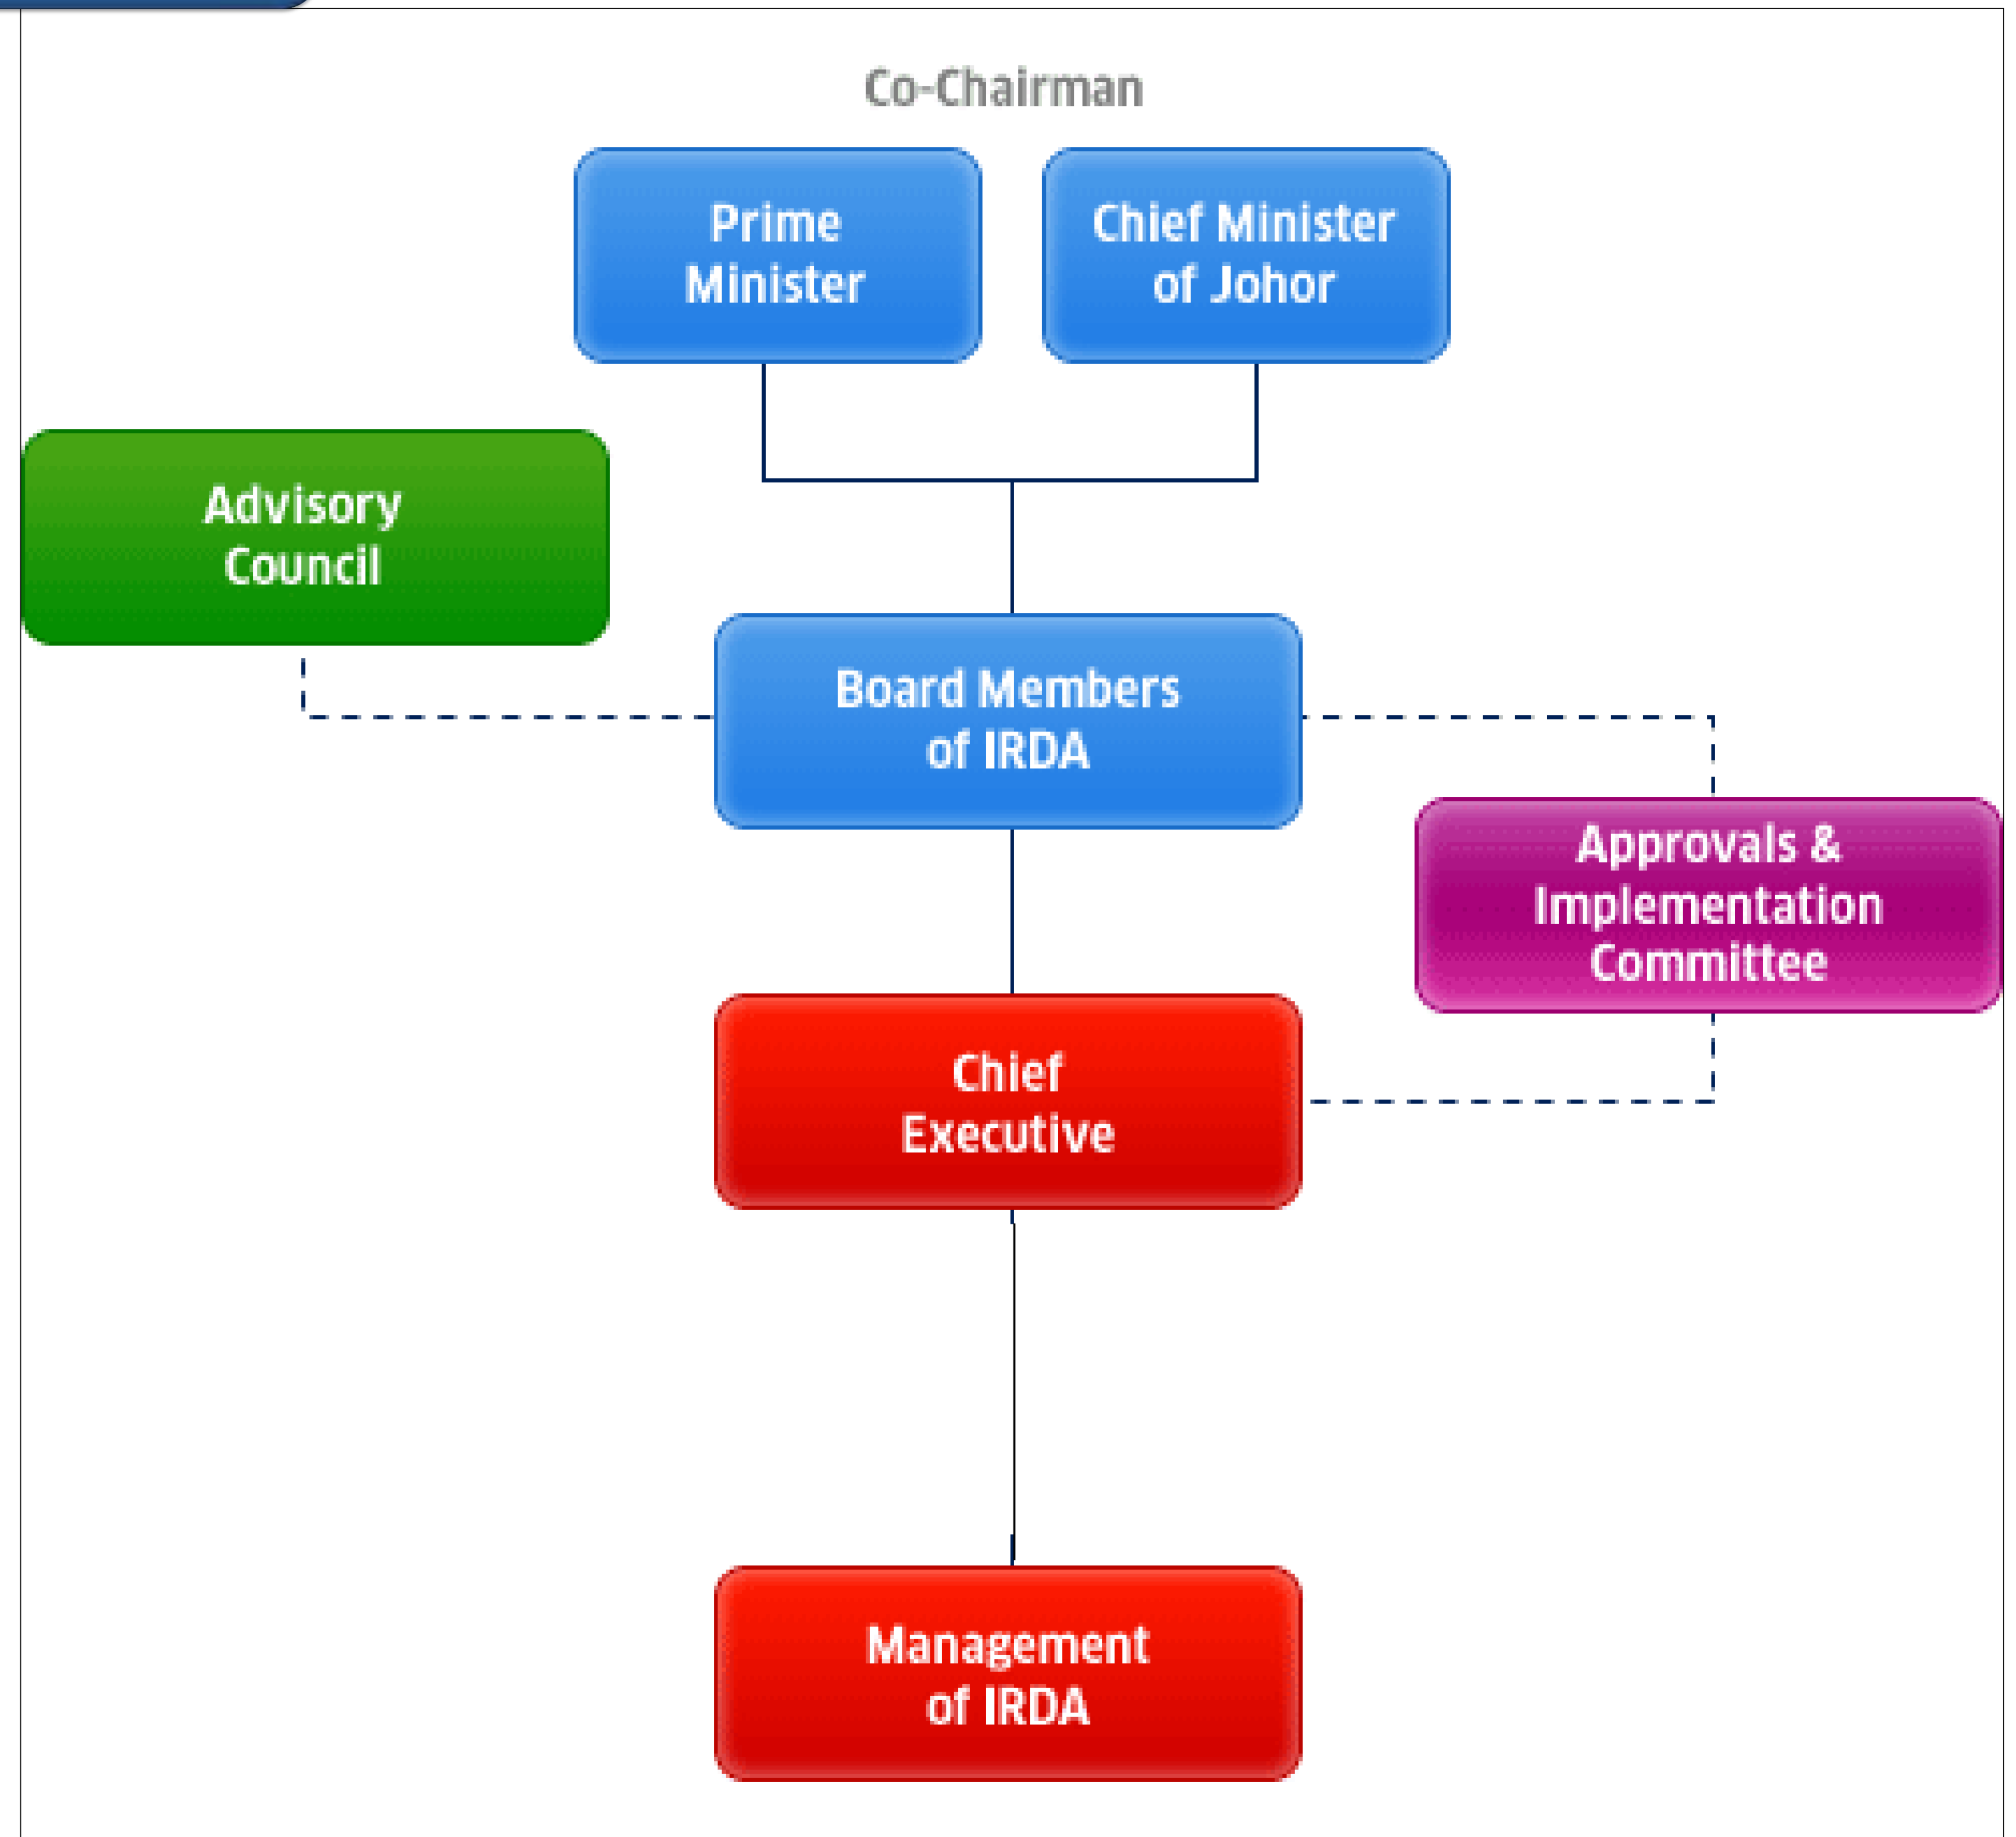 Co-Chairman
Prime
Minister
Chief Minister
of Johor
Advisory
Council
Board Members
of IRDA
Approvals &
Implementation
Committee
Chief
Executive
Management
of IRDA